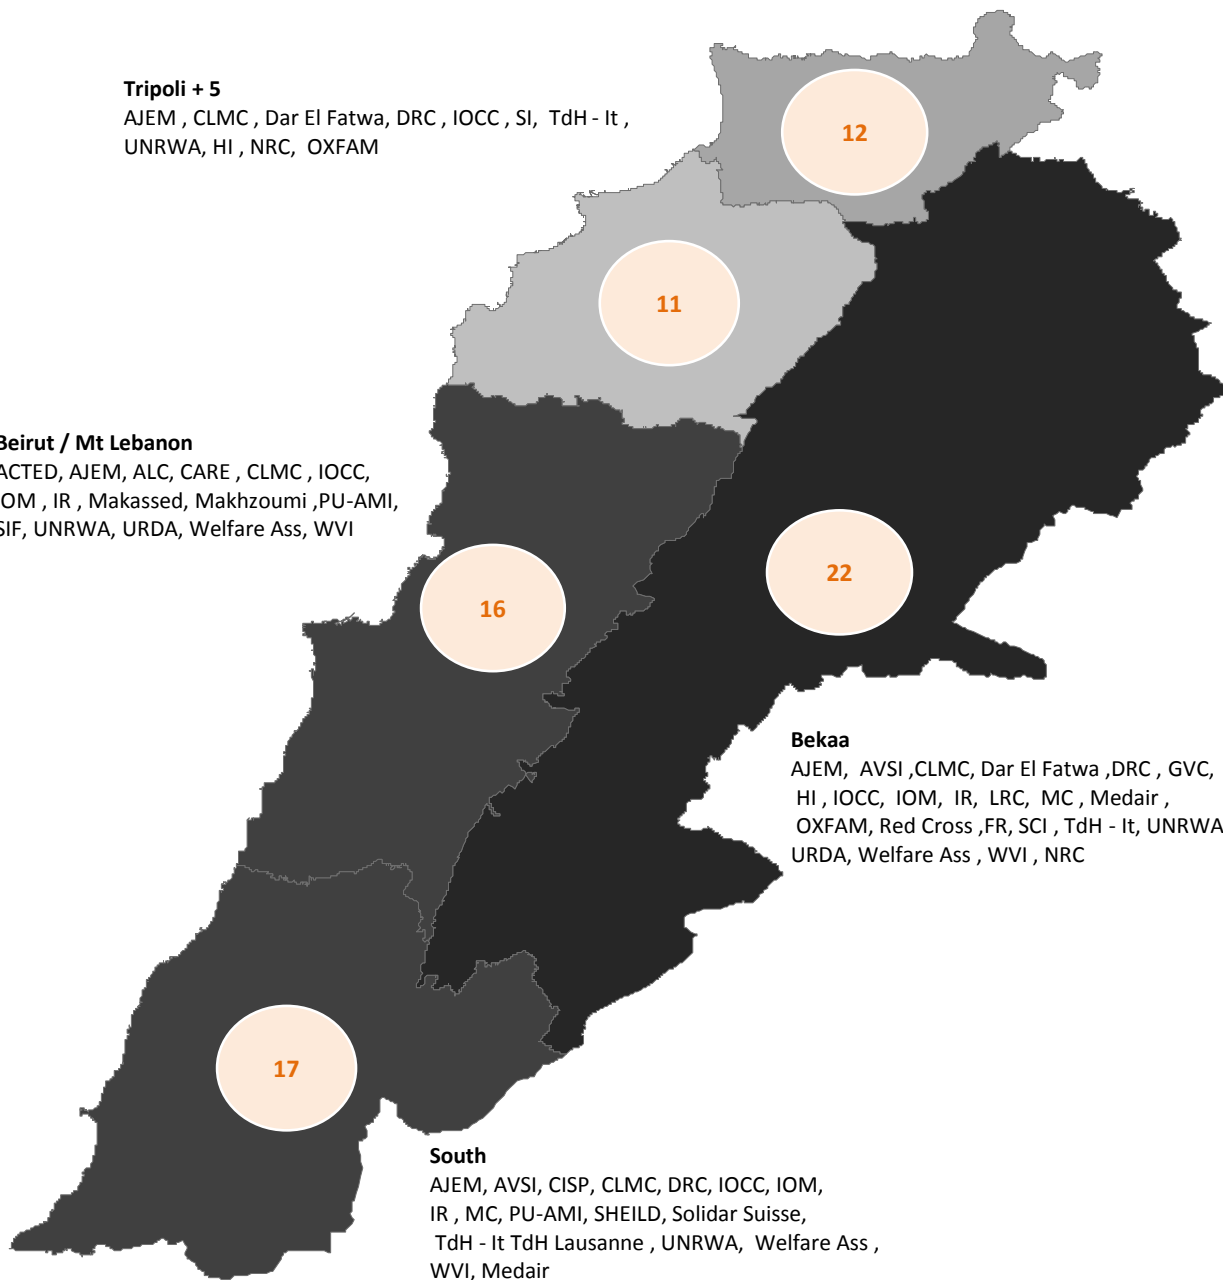 Tripoli + 5
AJEM , CLMC , Dar El Fatwa, DRC , IOCC , SI, TdH - It ,
UNRWA, HI , NRC, OXFAM
12
11
Beirut / Mt Lebanon
ACTED, AJEM, ALC, CARE , CLMC , IOCC,
IOM , IR , Makassed, Makhzoumi ,PU-AMI,
SIF, UNRWA, URDA, Welfare Ass, WVI
16
22
Bekaa
AJEM, AVSI ,CLMC, Dar El Fatwa ,DRC , GVC,
HI , IOCC, IOM, IR, LRC, MC , Medair ,
OXFAM, Red Cross ,FR, SCI , TdH - It, UNRWA
URDA, Welfare Ass , WVI , NRC
17
South
AJEM, AVSI, CISP, CLMC, DRC, IOCC, IOM,
IR , MC, PU-AMI, SHEILD, Solidar Suisse,
TdH - It TdH Lausanne , UNRWA, Welfare Ass ,
WVI, Medair